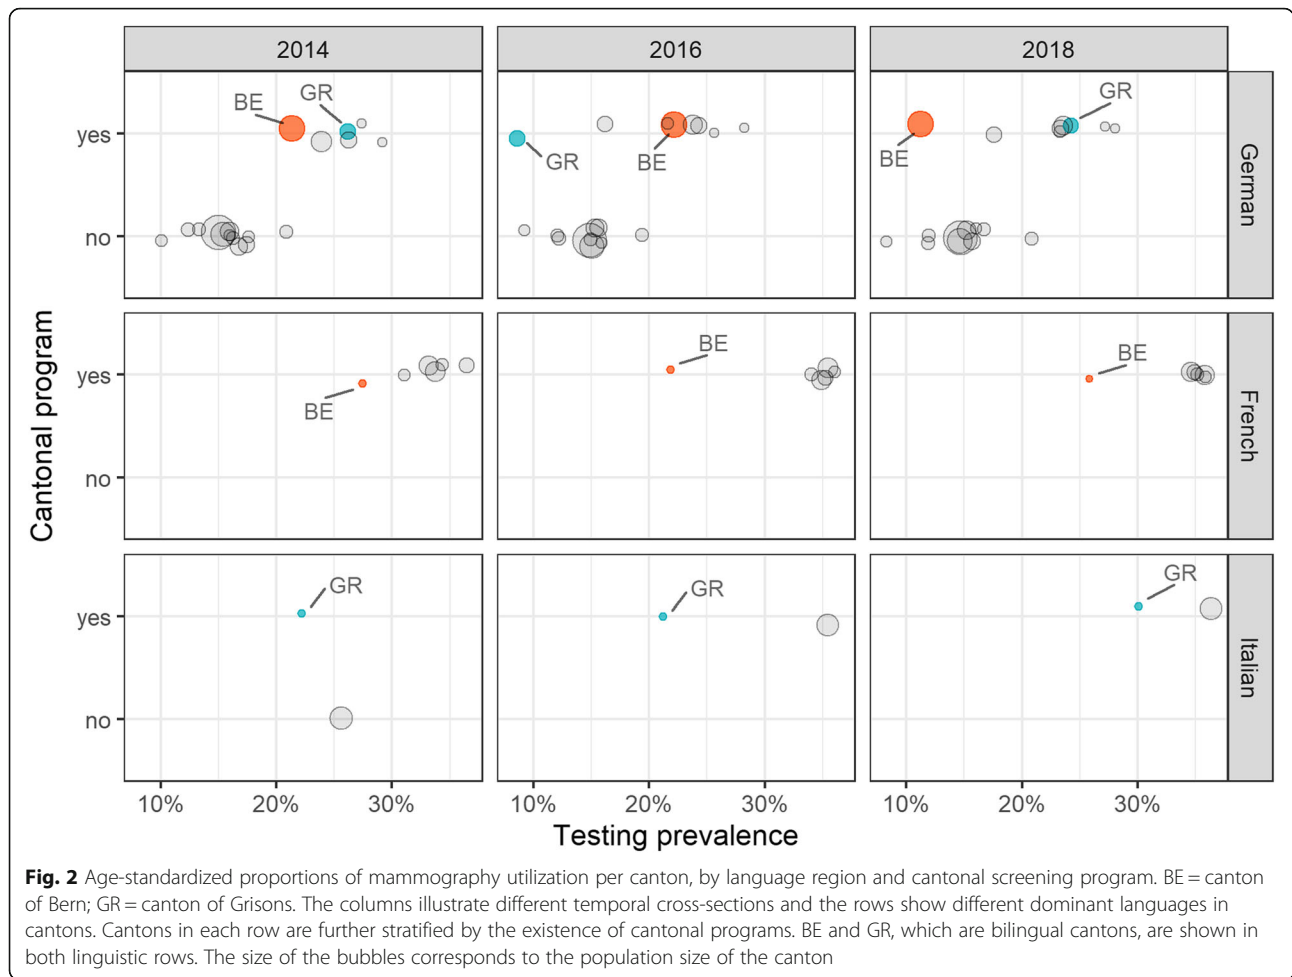 2014 2016 2018
BE GR
GR BE
BE GR
yes
no
German
Cantonal program
BE
BE
BE
yes
no
French
GR
GR
GR
yes
no
Italian
10% 20% 30% 10% 20% 30% 10% 20% 30%
Testing prevalence
Fig. 2 Age-standardized proportions of mammography utilization per canton, by language region and cantonal screening program. BE = canton
of Bern; GR = canton of Grisons. The columns illustrate different temporal cross-sections and the rows show different dominant languages in
cantons. Cantons in each row are further stratified by the existence of cantonal programs. BE and GR, which are bilingual cantons, are shown in
both linguistic rows. The size of the bubbles corresponds to the population size of the canton